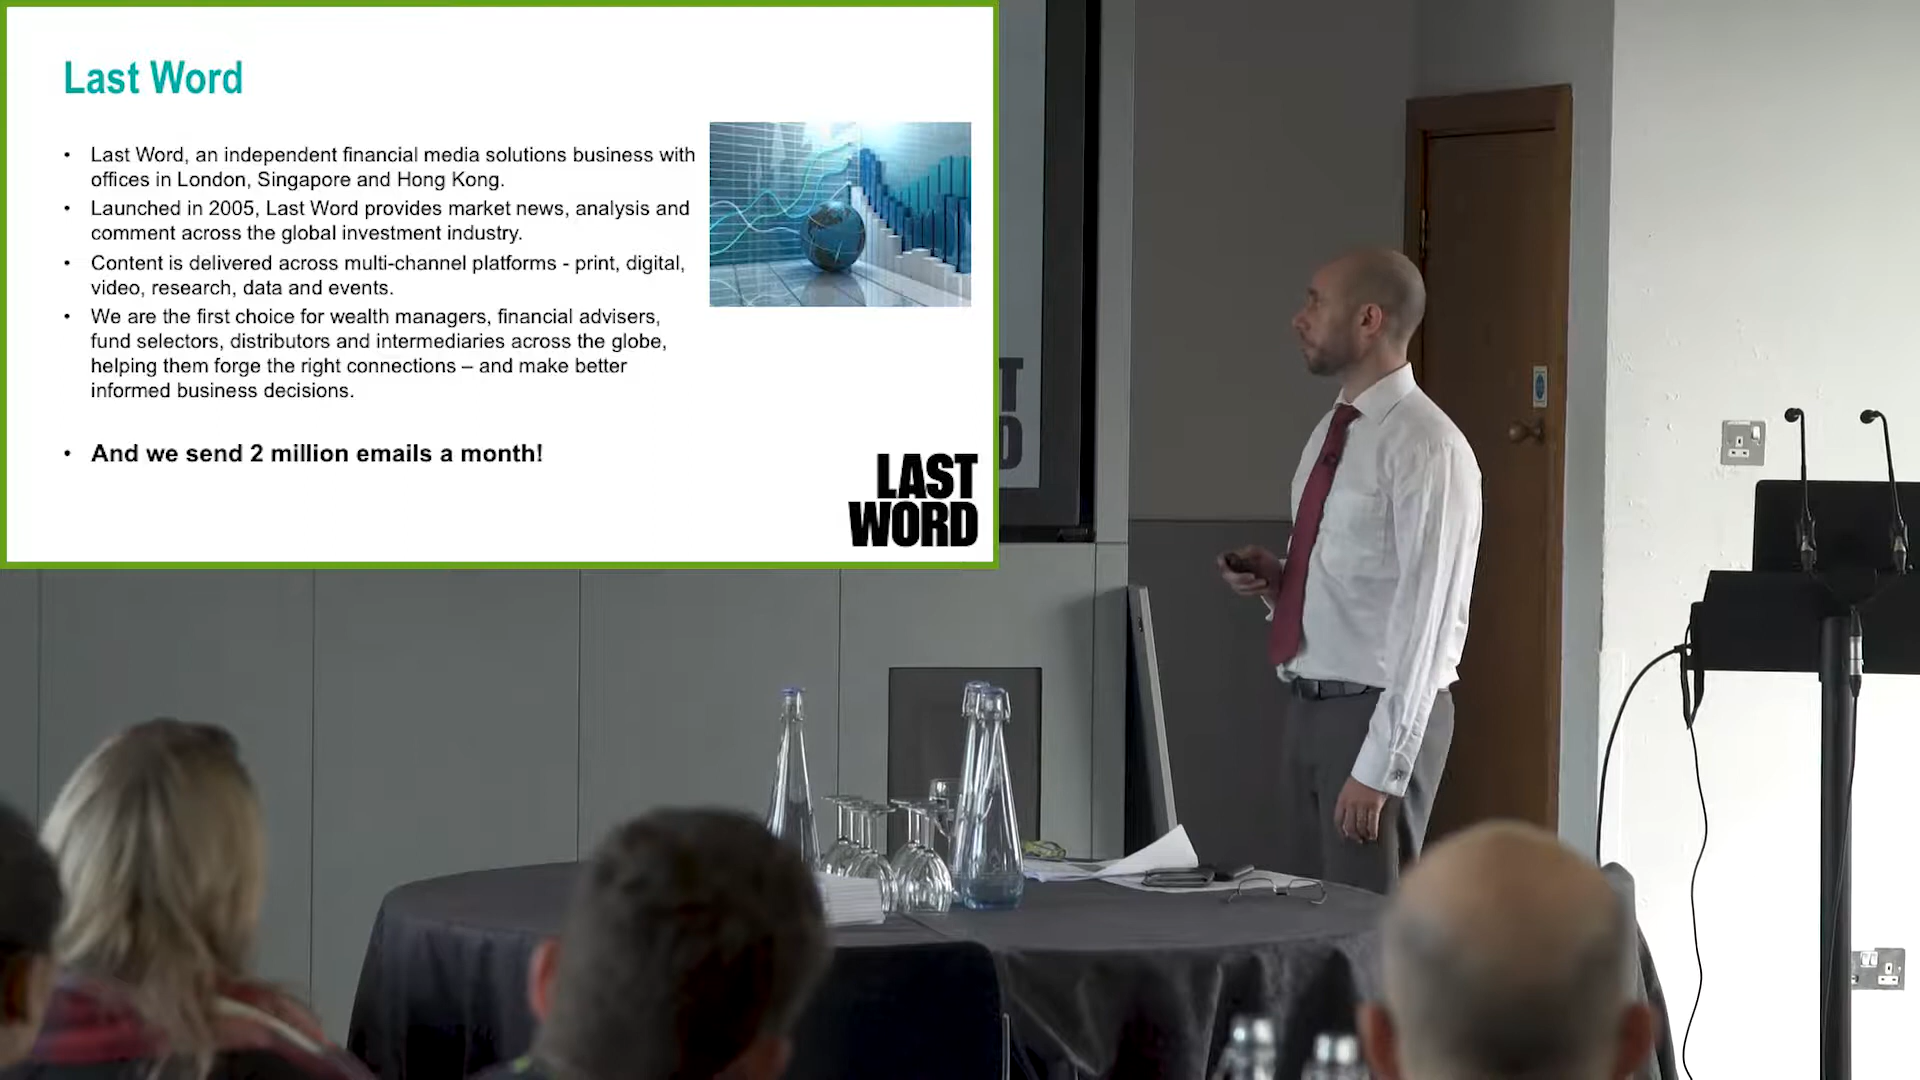 Last Word
• Last Word, an independent financial media solutions business with
offices in London, Singapore and Hong Kong.
• Launched in 2005, Last Word provides market news, analysis and
comment across the global investment industry.
• Content is delivered across multi-channel platforms - print, digital,
video, research, data and events.
• We are the first choice for wealth managers, financial advisers,
fund selectors, distributors and intermediaries across the globe,
helping them forge the right connections – and make better
informed business decisions.
• And we send 2 million emails a month!
LAST
WORD